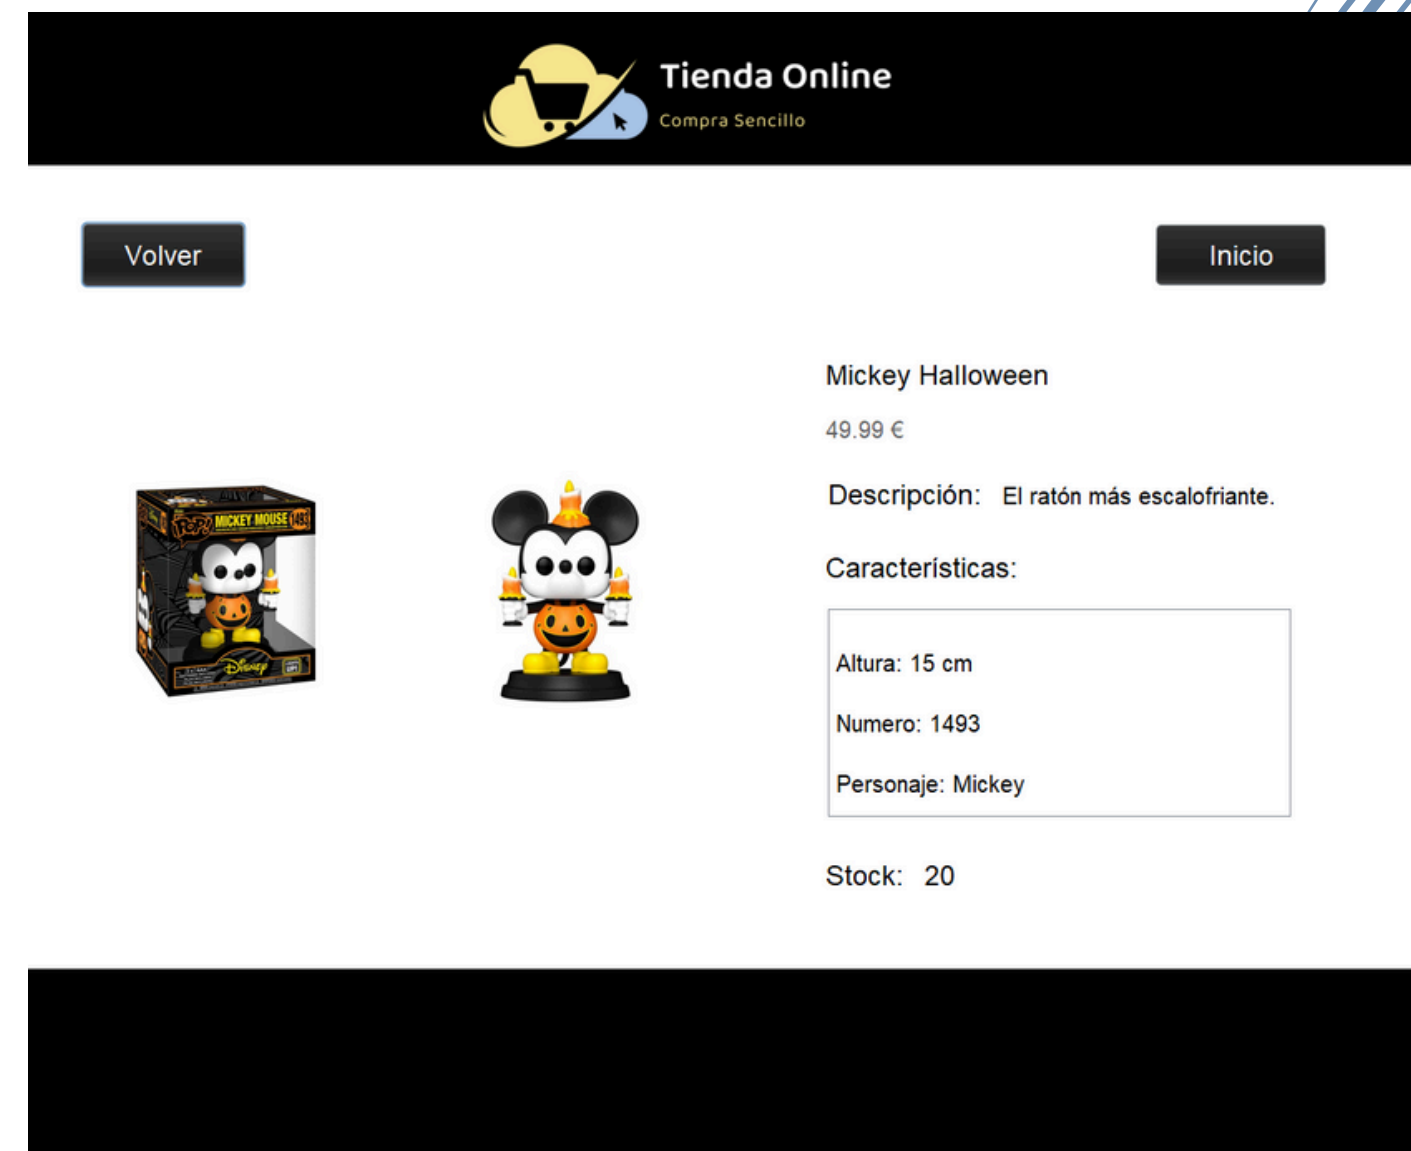 Tienda Online
Compra Sencillo
Volver
Inicio
Mickey Halloween
49.99 €
Descripción: El ratón más escalofriante.
Características:
Altura: 15 cm
Numero: 1493
Personaje: Mickey
Stock: 20
POP! MICKEY MOUSE 1493
Disney